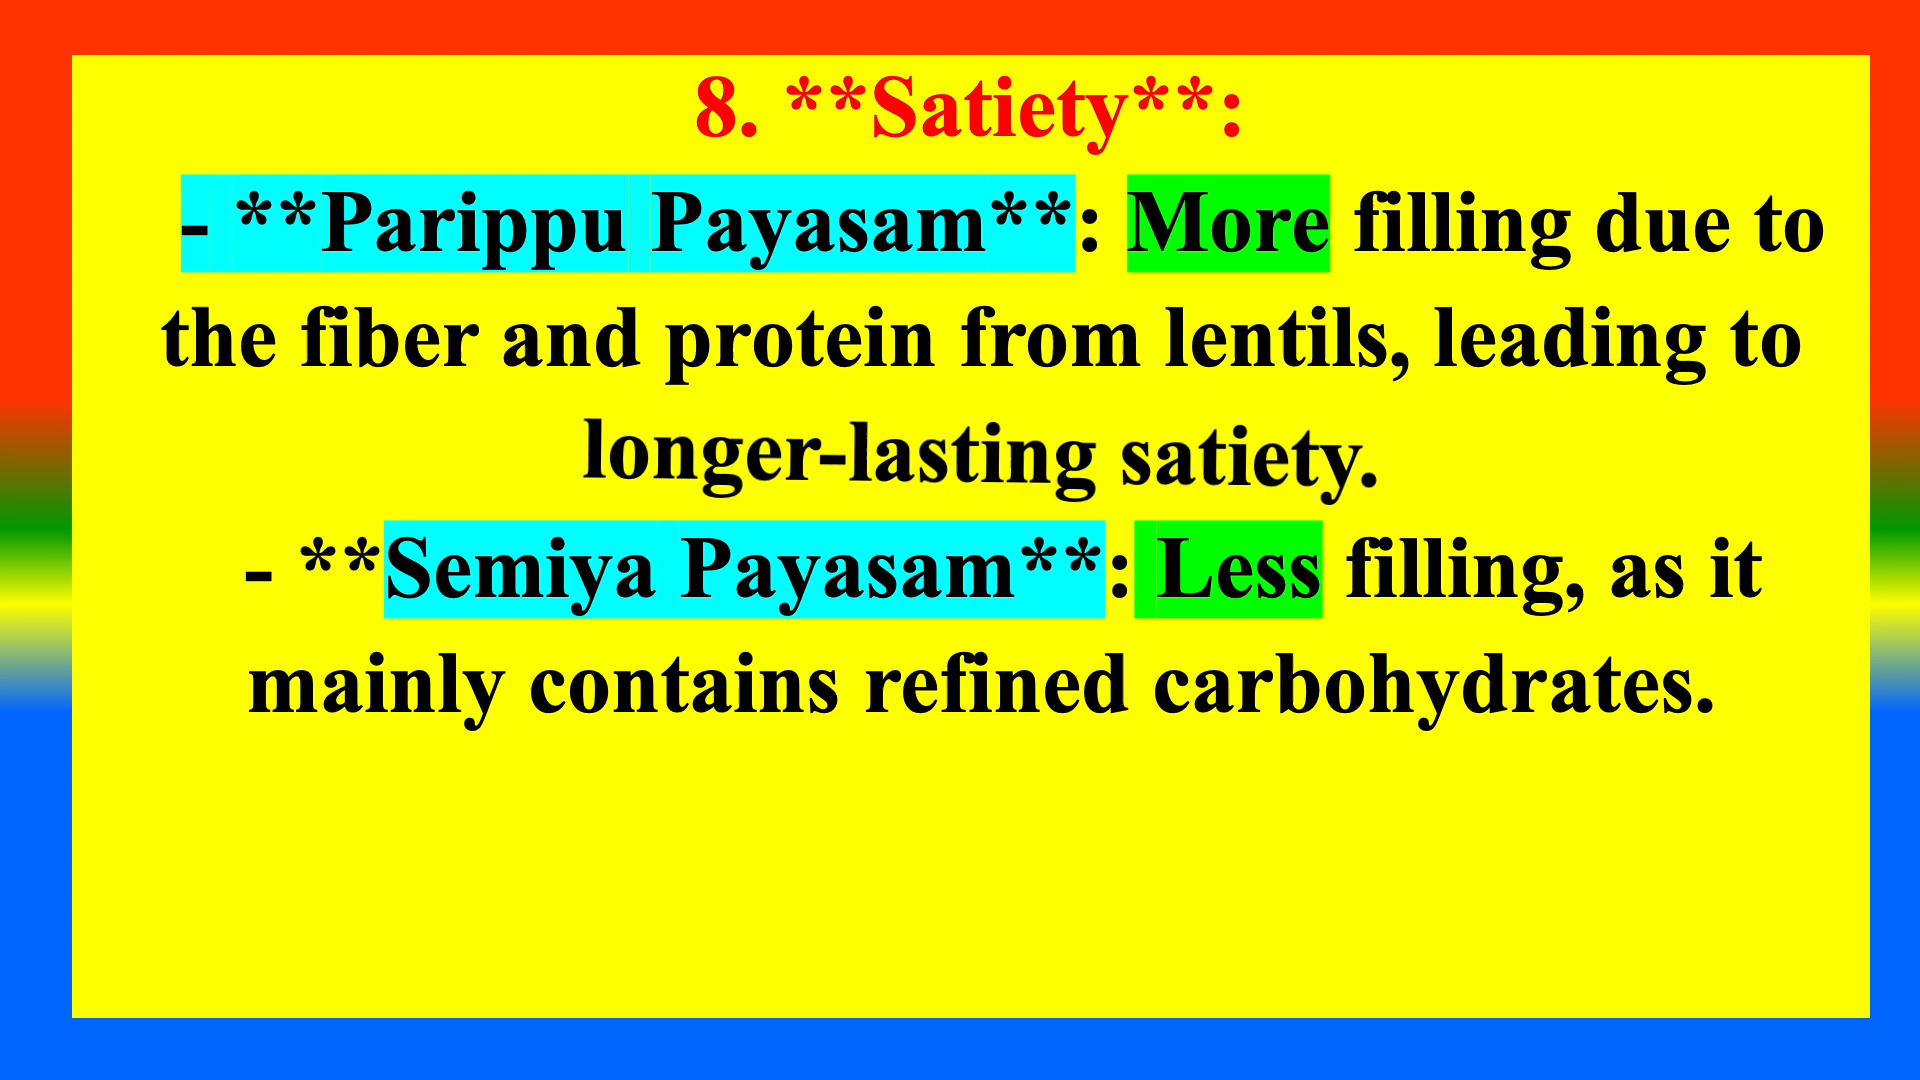 8. **Satiety**:
- **Parippu Payasam**: More filling due to
the fiber and protein from lentils, leading to
longer-lasting satiety.
- **Semiya Payasam**: Less filling, as it
mainly contains refined carbohydrates.